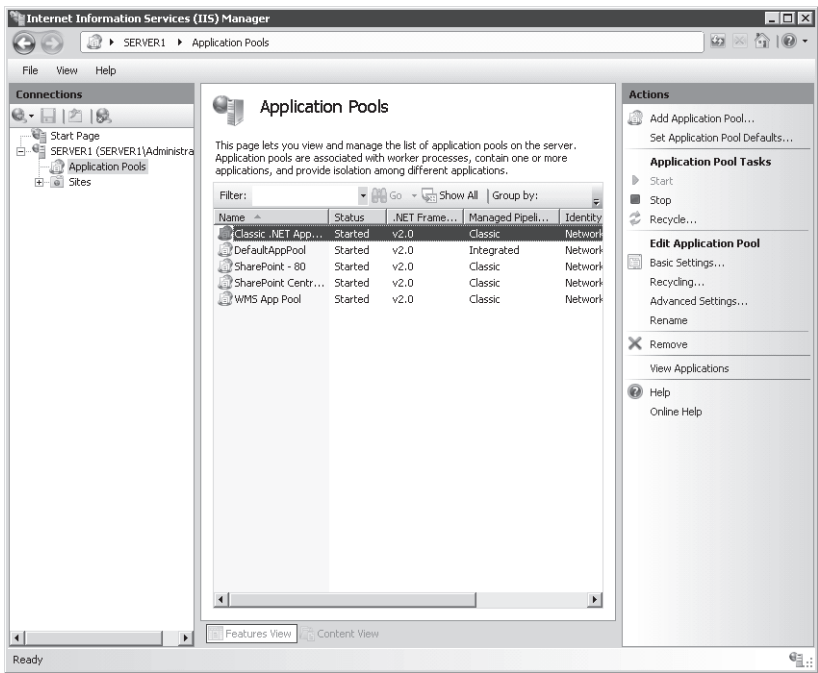 Internet Information Services (IIS) Manager
SERVER1 Application Pools
File View Help
Connections
Start Page
SERVER1 (SERVER1\Administra
Application Pools
Sites
Application Pools
This page lets you view and manage the list of application pools on the server.
Application pools are associated with worker processes, contain one or more
applications, and provide isolation among different applications.
Filter: Go Show All Group by:
Name Status .NET Frame... Managed Pipeli... Identity
Classic .NET App... Started v2.0 Classic Network
DefaultAppPool Started v2.0 Integrated Network
SharePoint - 80 Started v2.0 Classic Network
SharePoint Centr... Started v2.0 Classic Network
WMS App Pool Started v2.0 Classic Network
Features View Content View
Actions
Add Application Pool...
Set Application Pool Defaults...
Application Pool Tasks
Start
Stop
Recycle...
Edit Application Pool
Basic Settings...
Recycling...
Advanced Settings...
Rename
Remove
View Applications
Help
Online Help
Ready